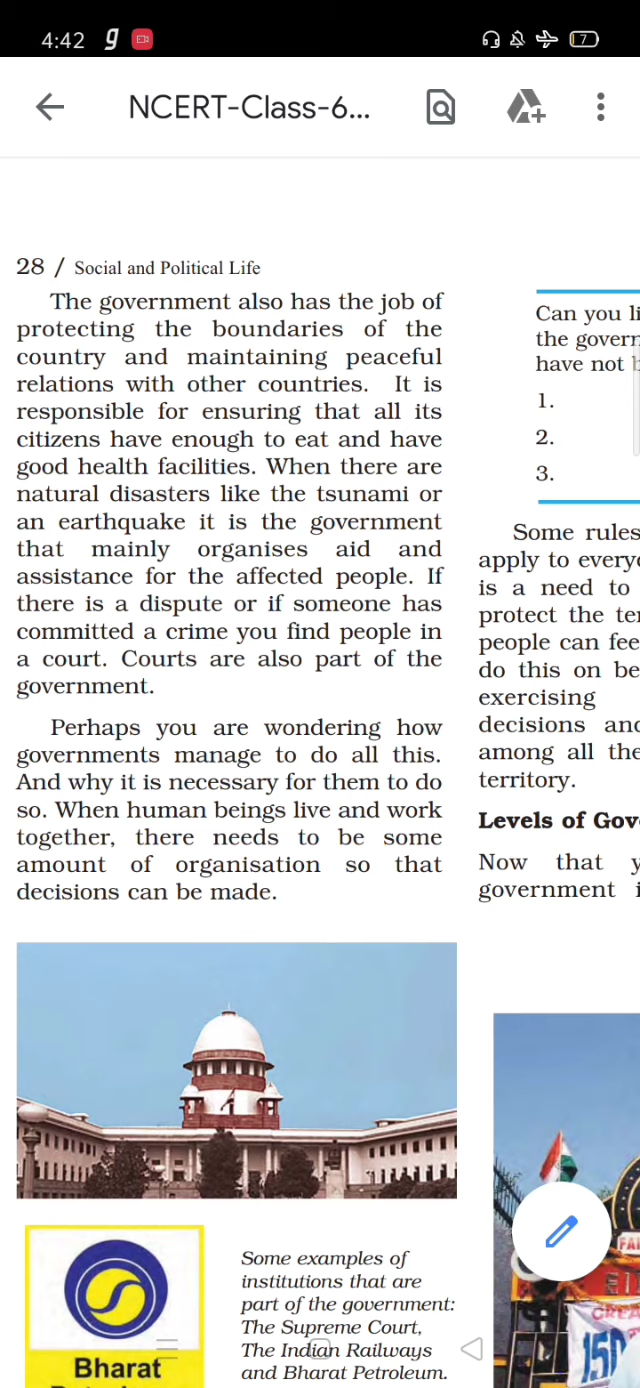 4:42
7
NCERT-Class-6...
28 / Social and Political Life
The government also has the job of
protecting the boundaries of the
country and maintaining peaceful
relations with other countries. It is
responsible for ensuring that all its
citizens have enough to eat and have
good health facilities. When there are
natural disasters like the tsunami or
an earthquake it is the government
that mainly organises aid and
assistance for the affected people. If
there is a dispute or if someone has
committed a crime you find people in
a court. Courts are also part of the
government.
Perhaps you are wondering how
governments manage to do all this.
And why it is necessary for them to do
so. When human beings live and work
together, there needs to be some
amount of organisation so that
decisions can be made.
Bharat
Some examples of
institutions that are
part of the government:
The Supreme Court,
The Indian Railways
and Bharat Petroleum.
Can you
the
have not
1.
2.
3.
Some rules
apply to
is a need to
protect the
people can
do this on
exercising
decisions
among all the
territory.
Levels of
Now that
government
150